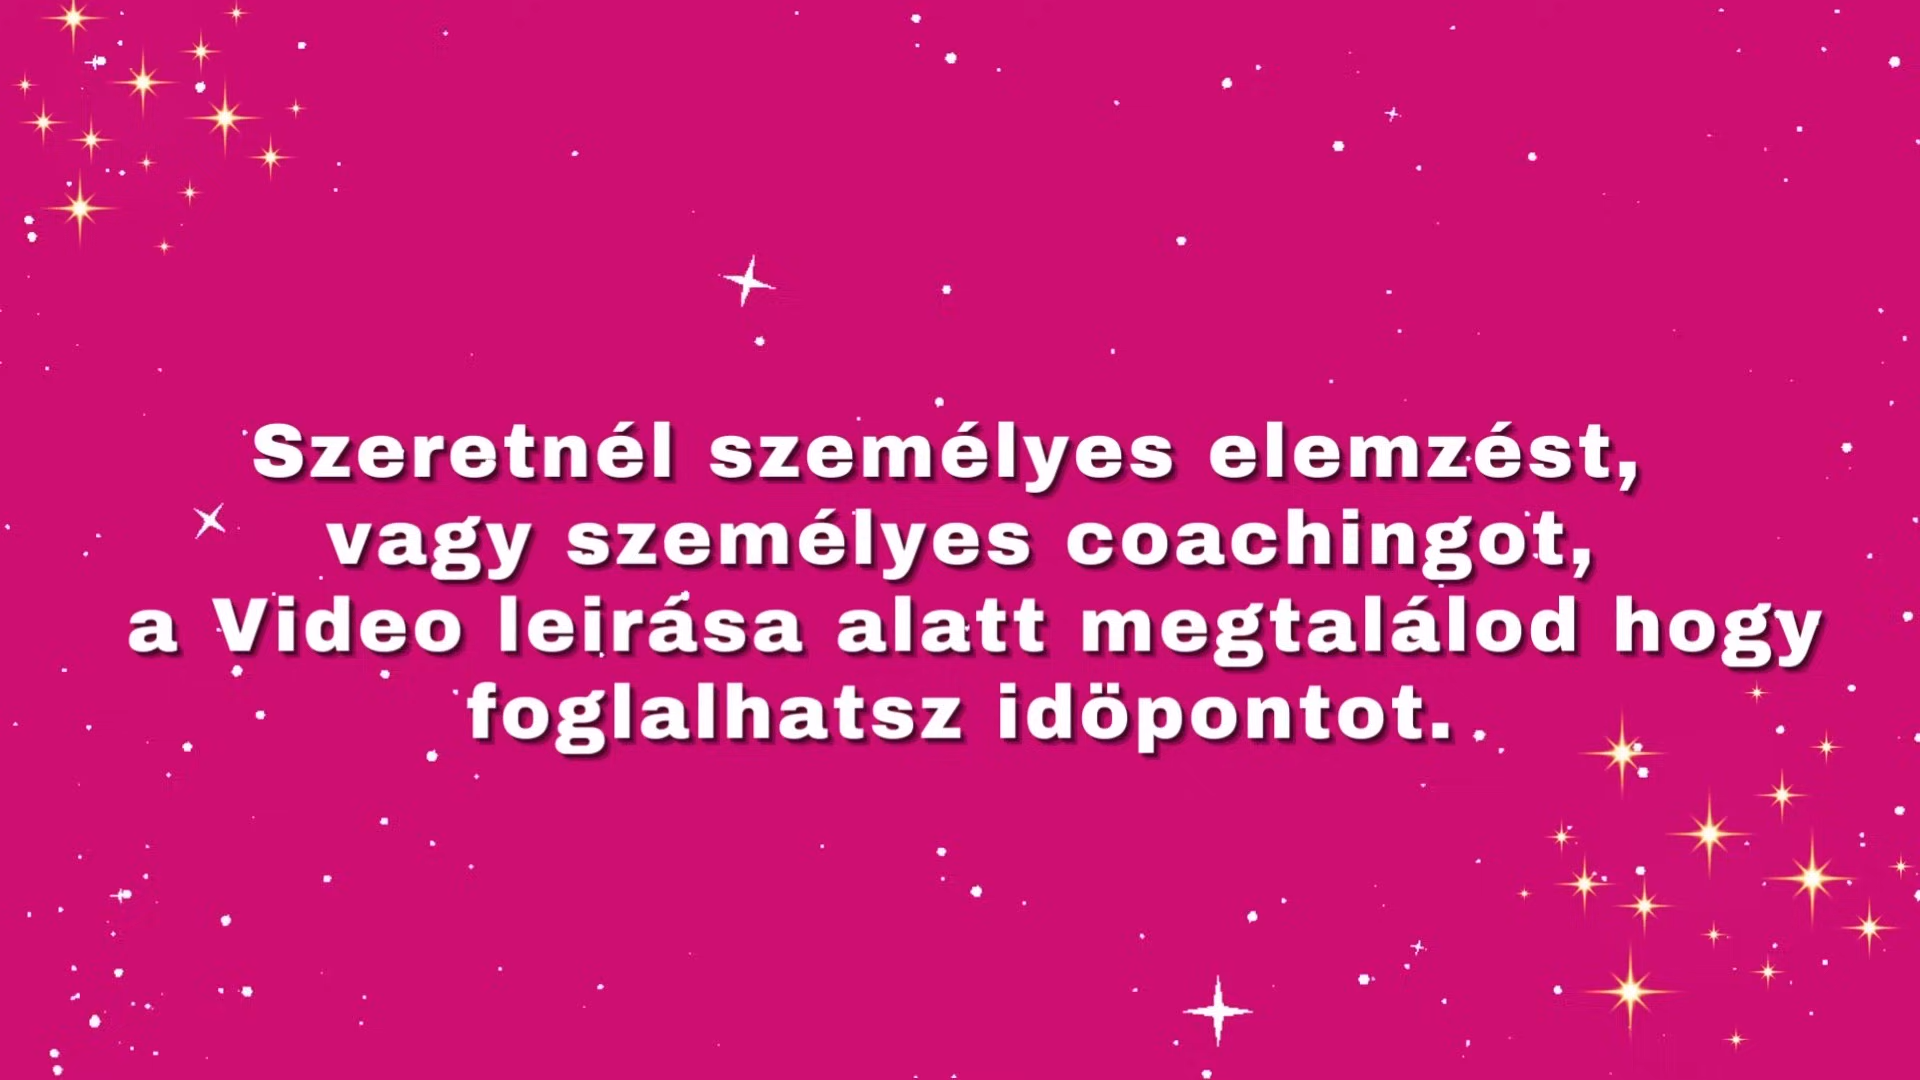 Szeretnél személyes elemzést,
vagy személyes coachingot,
a Video leirása alatt megtalálod hogy
foglalhatsz idöpontot.